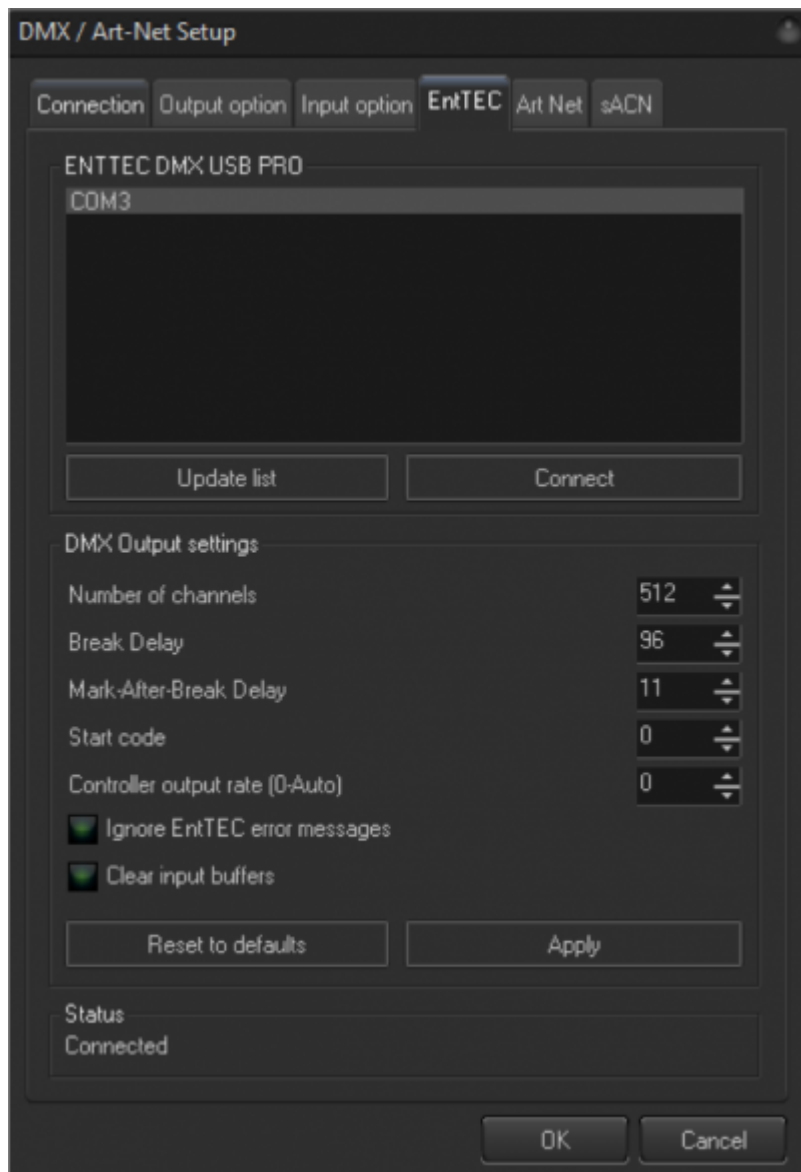 DMX / Art-Net Setup
Connection Output option Input option EntTEC Art Net sACN
ENTTEC DMX USB PRO
COM3
Update list Connect
DMX Output settings
Number of channels 512
Break Delay 96
Mark-After-Break Delay 11
Start code 0
Controller output rate (0-Auto) 0
Ignore EntTEC error messages
Clear input buffers
Reset to defaults Apply
Status
Connected
OK Cancel